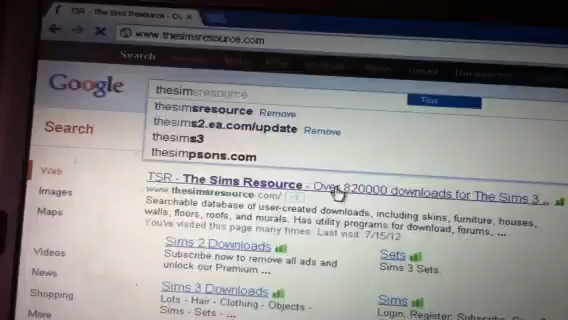 TSR - The Sims Resource - Ov
www.thesimsresource.com
Search
Google
thesimsresource
thesimsresource Remove
thesims2.ea.com/update Remove
thesims3
thesimpsons.com
Search
Web
Images
Maps
Videos
News
Shopping
More
TSR - The Sims Resource - Over 820000 downloads for The Sims 3 ...
www.thesimsresource.com/
Searchable database of user-created downloads, including skins, furniture, houses,
walls, floors, roofs, and murals. Has utility programs for download, forums, ...
You've visited this page many times. Last visit: 7/15/12
Sims 2 Downloads
Subscribe now to remove all ads and
unlock our Premium ...
Sets
Sims 3 Sets
Sims 3 Downloads
Lots - Hair - Clothing - Objects -
Sims - Sets - ...
Sims
Login, Register, Subscribe